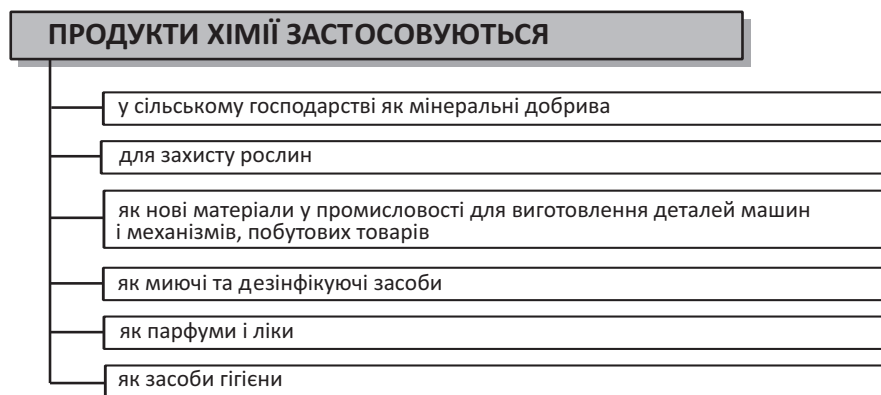 ПРОДУКТИ ХІМІЇ ЗАСТОСОВУЮТЬСЯ
у сільському господарстві як мінеральні добрива
для захисту рослин
як нові матеріали у промисловості для виготовлення деталей машин
і механізмів, побутових товарів
як миючі та дезінфікуючі засоби
як парфуми і ліки
як засоби гігієни